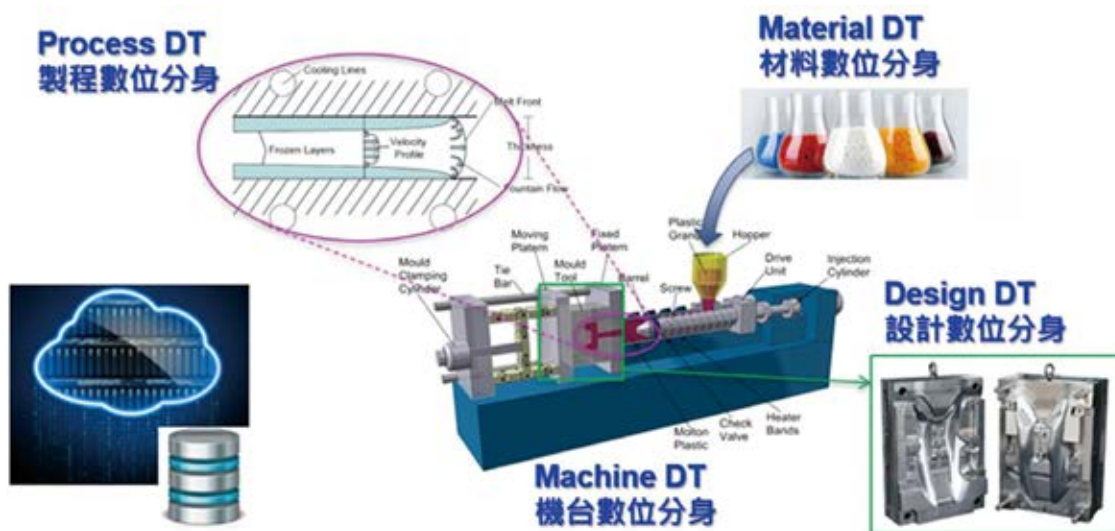 Process DT
製程數位分身
Cooling Lines
Melt Front
Velocity
Profile
Thickness
Frozen Layers
Fountain Flow
Material DT
材料數位分身
Moving
Platern
Fixed
Platern
Plastic
Hopper
Mould
Clamping
Cylinder
Tie
Bar
Mould
Tool
Barrel
Screw
Drive
Unit
Injection
Cylinder
Design DT
設計數位分身
Molton
Plastic
Check
Valve
Heater
Bands
Machine DT
機台數位分身